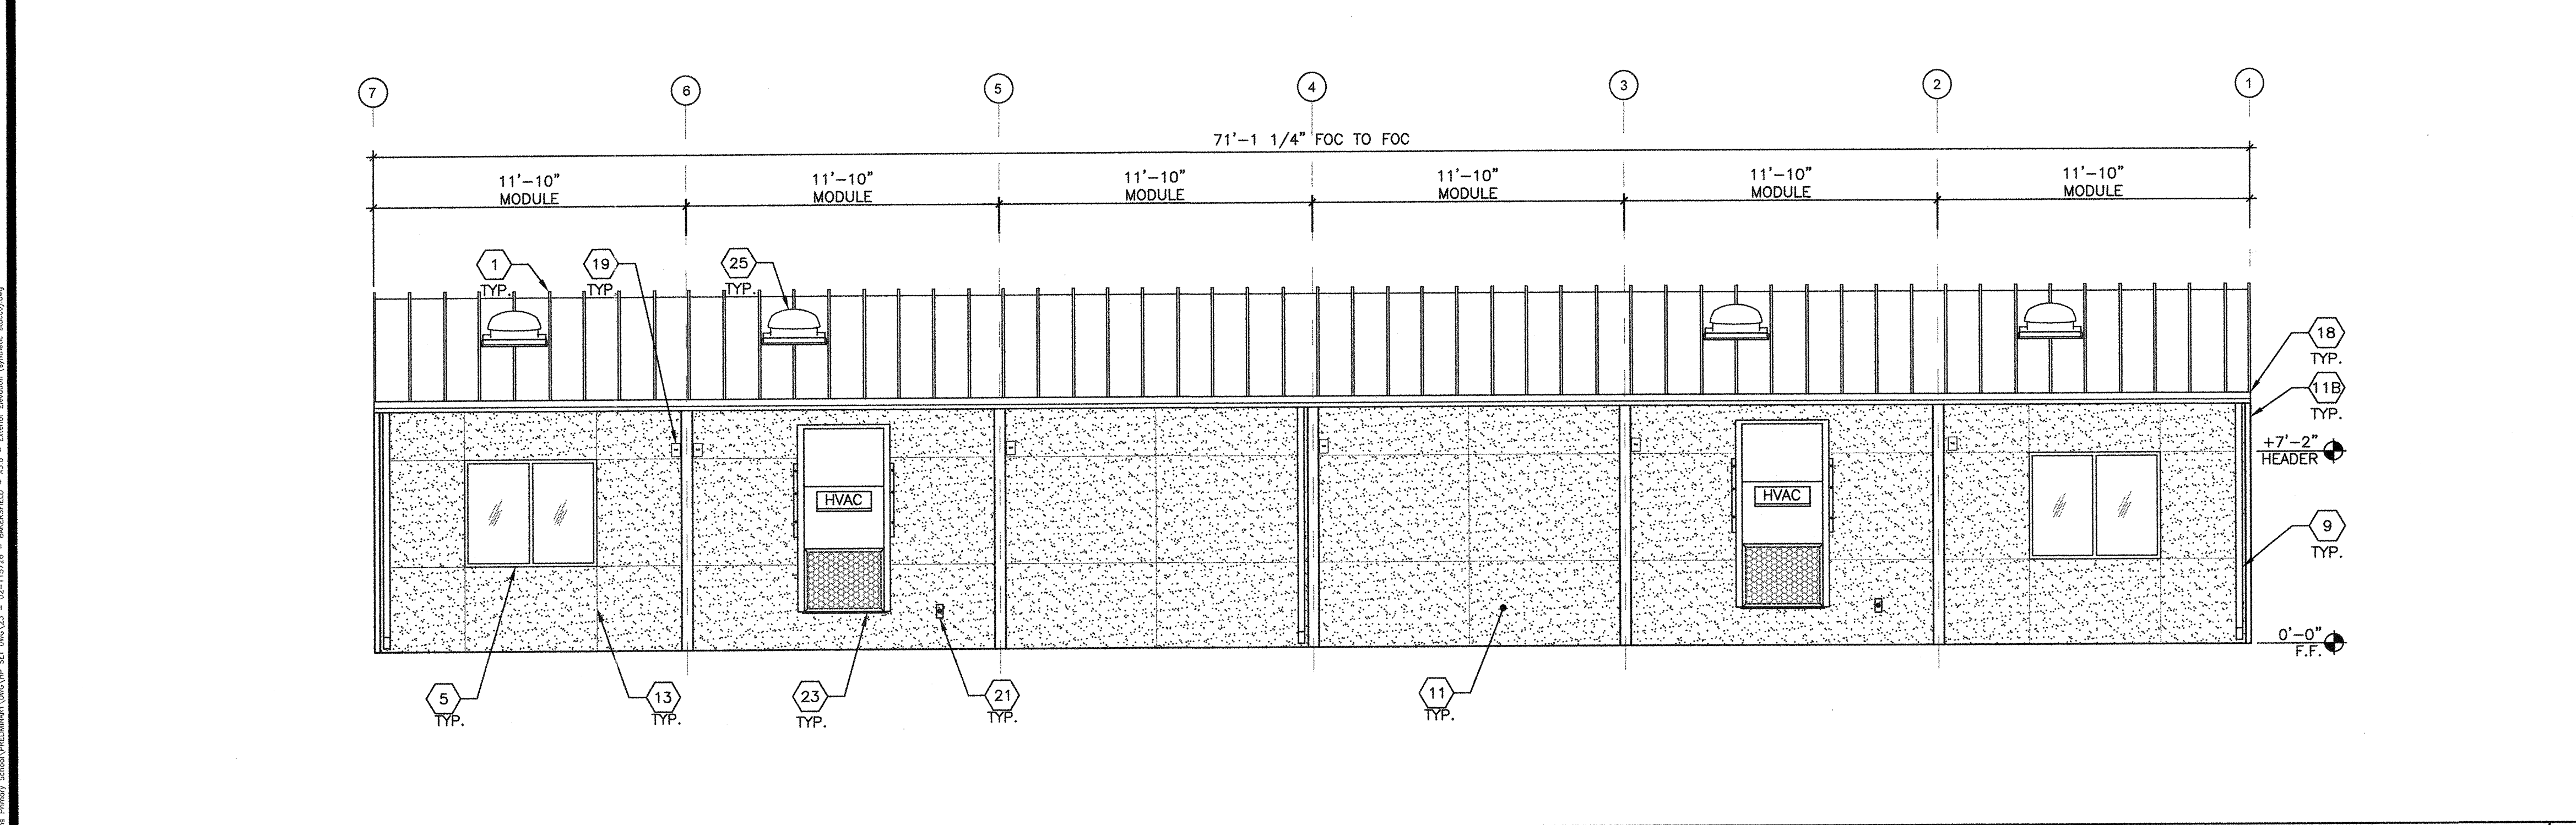 7 6 5 4 3 2 1
71'-1 1/4" FOC TO FOC
11'-10" 11'-10" 11'-10" 11'-10" 11'-10" 11'-10"
MODULE MODULE MODULE MODULE MODULE MODULE
1 19 25
TYP. TYP. TYP.
18
TYP.
11B
TYP.
+7'-2"
HEADER
HVAC HVAC
9
TYP.
0'-0"
F.F.
5 13 23 21 11
TYP. TYP. TYP. TYP. TYP.